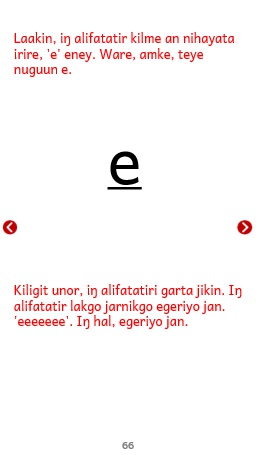 Laakin, iŋ alifatatir kilme an nihayata
irire, 'e' eney. Ware, amke, teye
nuguun e.
e
Kiligit unor, iŋ alifatatiri garta jikin. Iŋ
alifatatir lakgo jarnikgo egeriyo jan.
'eeeeeee'. Iŋ hal, egeriyo jan.
66